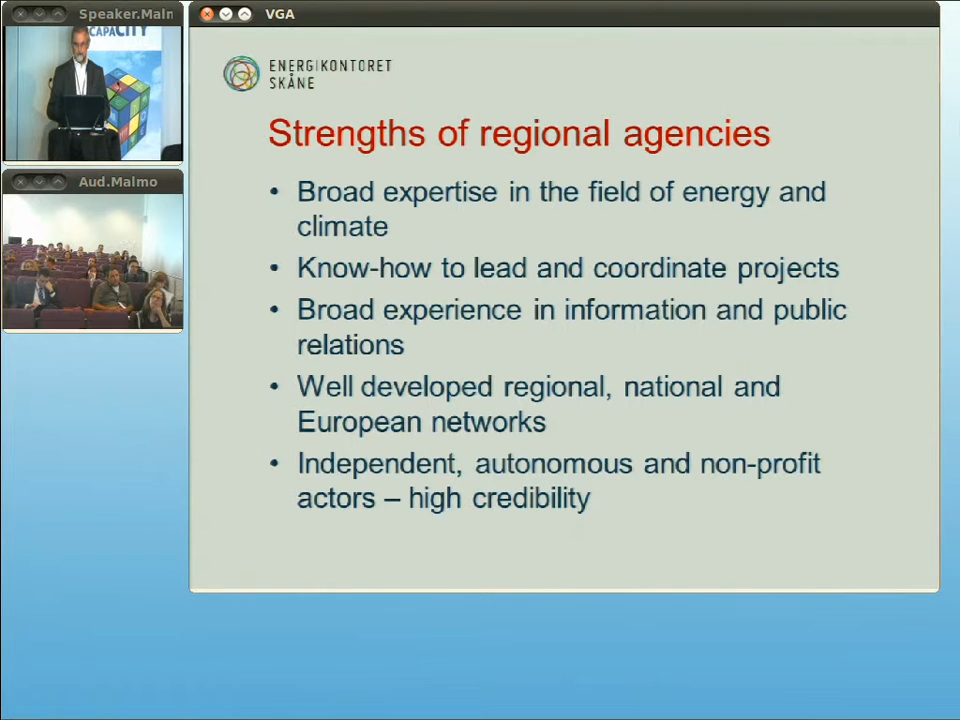 Speaker.Malm
VGA
CAPACITY
Aud.Malmo
ENERGIKONTORET
SKÅNE
Strengths of regional agencies
• Broad expertise in the field of energy and
climate
• Know-how to lead and coordinate projects
• Broad experience in information and public
relations
• Well developed regional, national and
European networks
• Independent, autonomous and non-profit
actors – high credibility